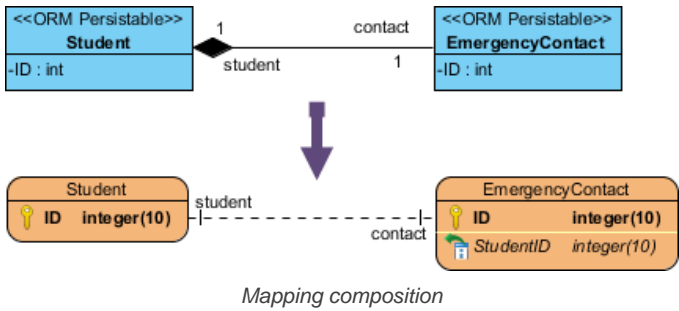 <<ORM Persistable>>
Student
-ID : int
1
student
contact
1
<<ORM Persistable>>
EmergencyContact
-ID : int
Student
ID integer(10)
student
contact
EmergencyContact
ID integer(10)
StudentID integer(10)
Mapping composition